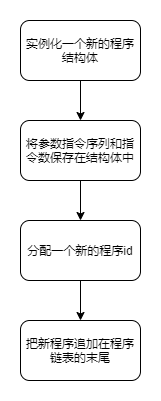 实例化一个新的程序
结构体
将参数指令序列和指
令数保存在结构体中
分配一个新的程序id
把新程序追加在程序
链表的末尾